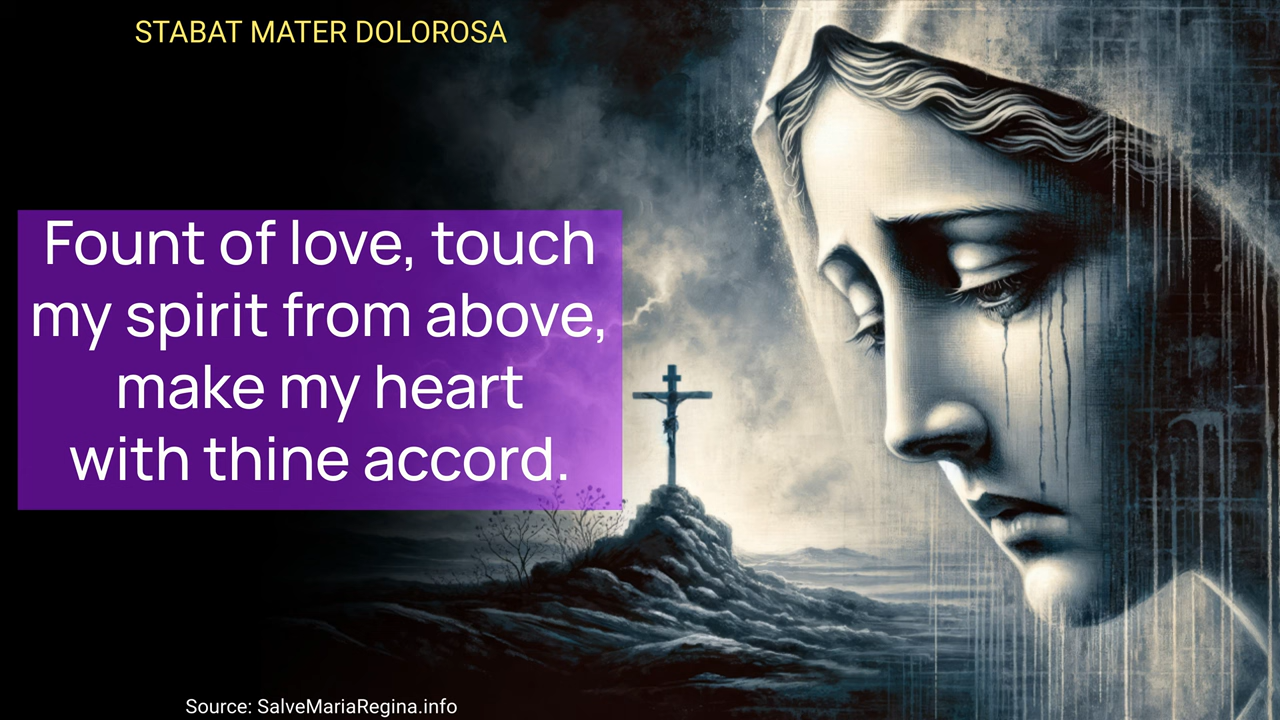 STABAT MATER DOLOROSA
Fount of love, touch
my spirit from above,
make my heart
with thine accord.
Source: SalveMariaRegina.info